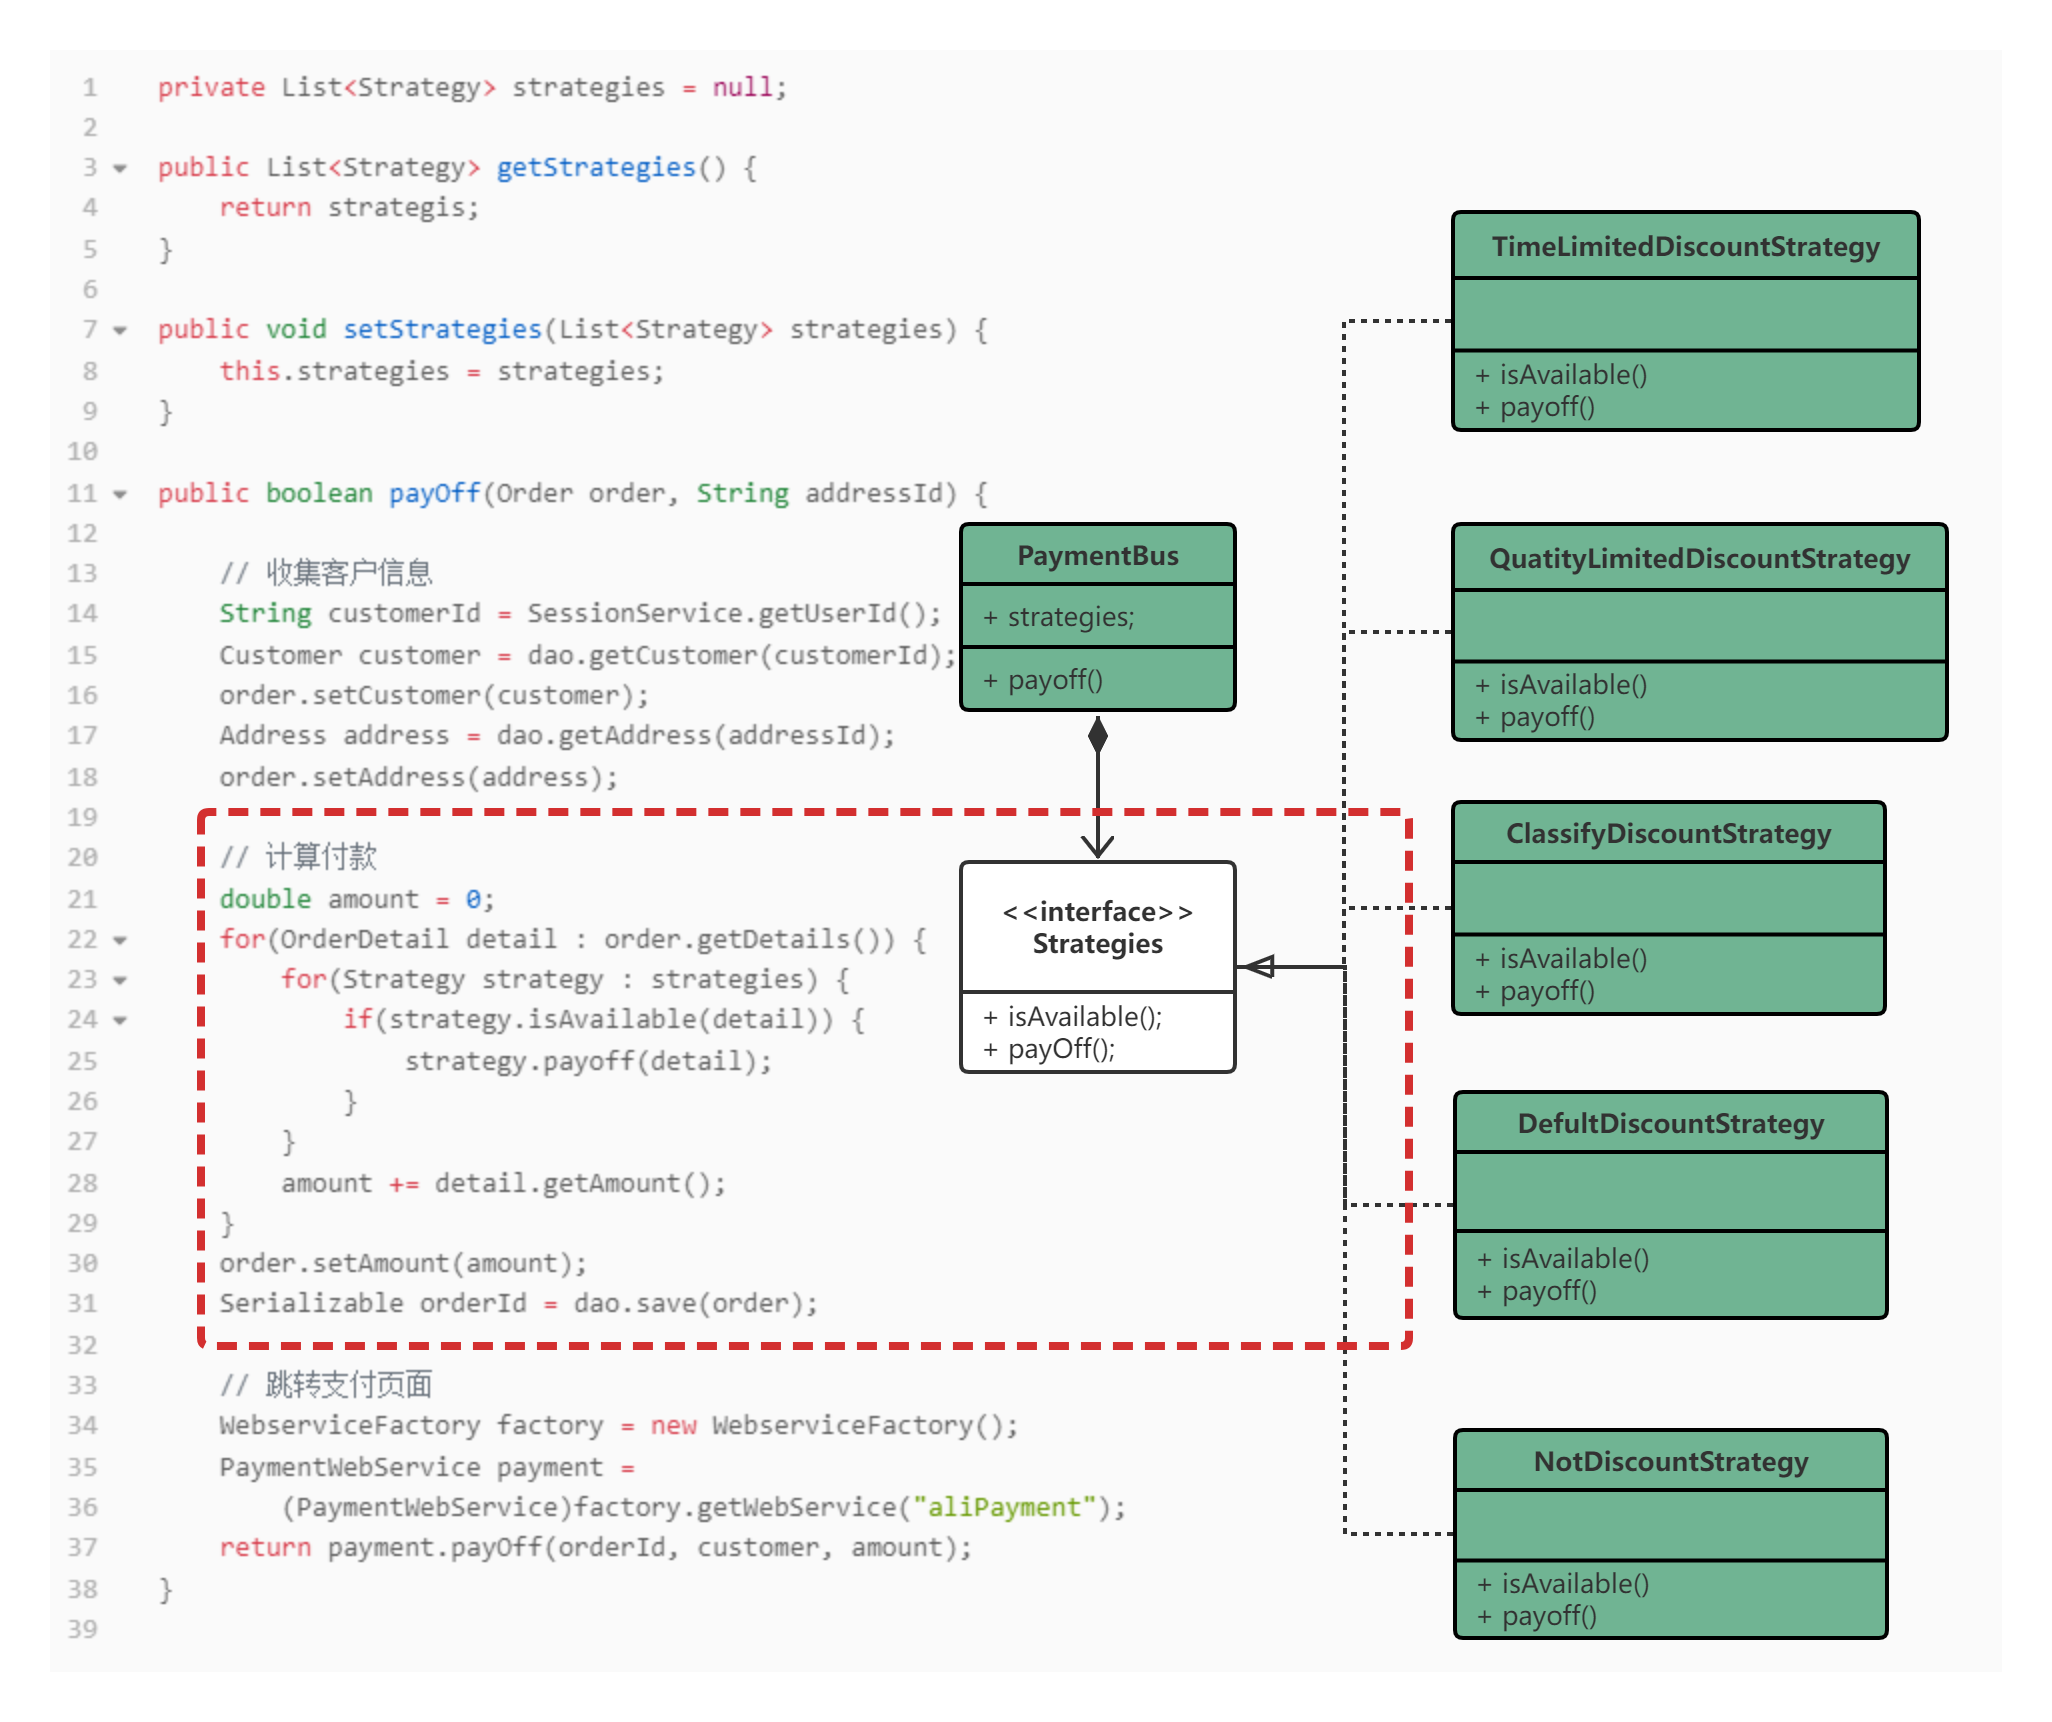 1 private List<Strategy> strategies = null;
2
3 public List<Strategy> getStrategies() {
4 return strategis;
5 }
6
7 public void setStrategies(List<Strategy> strategies) {
8 this.strategies = strategies;
9 }
10
11 public boolean payOff(Order order, String addressId) {
12
13 // 收集客户信息
14 String customerId = SessionService.getUserId();
15 Customer customer = dao.getCustomer(customerId);
16 order.setCustomer(customer);
17 Address address = dao.getAddress(addressId);
18 order.setAddress(address);
19
20 // 计算付款
21 double amount = 0;
22 for(OrderDetail detail : order.getDetails()) {
23 for(Strategy strategy : strategies) {
24 if(strategy.isAvailable(detail)) {
25 strategy.payoff(detail);
26 }
27 }
28 amount += detail.getAmount();
29 }
30 order.setAmount(amount);
31 Serializable orderId = dao.save(order);
32
33 // 跳转支付页面
34 WebserviceFactory factory = new WebserviceFactory();
35 PaymentWebService payment =
36 (PaymentWebService)factory.getWebService("aliPayment");
37 return payment.payOff(orderId, customer, amount);
38 }
39
PaymentBus
+ strategies;
+ payoff()
<<interface>>
Strategies
+ isAvailable();
+ payOff();
TimeLimitedDiscountStrategy
+ isAvailable()
+ payoff()
QuatityLimitedDiscountStrategy
+ isAvailable()
+ payoff()
ClassifyDiscountStrategy
+ isAvailable()
+ payoff()
DefultDiscountStrategy
+ isAvailable()
+ payoff()
NotDiscountStrategy
+ isAvailable()
+ payoff()